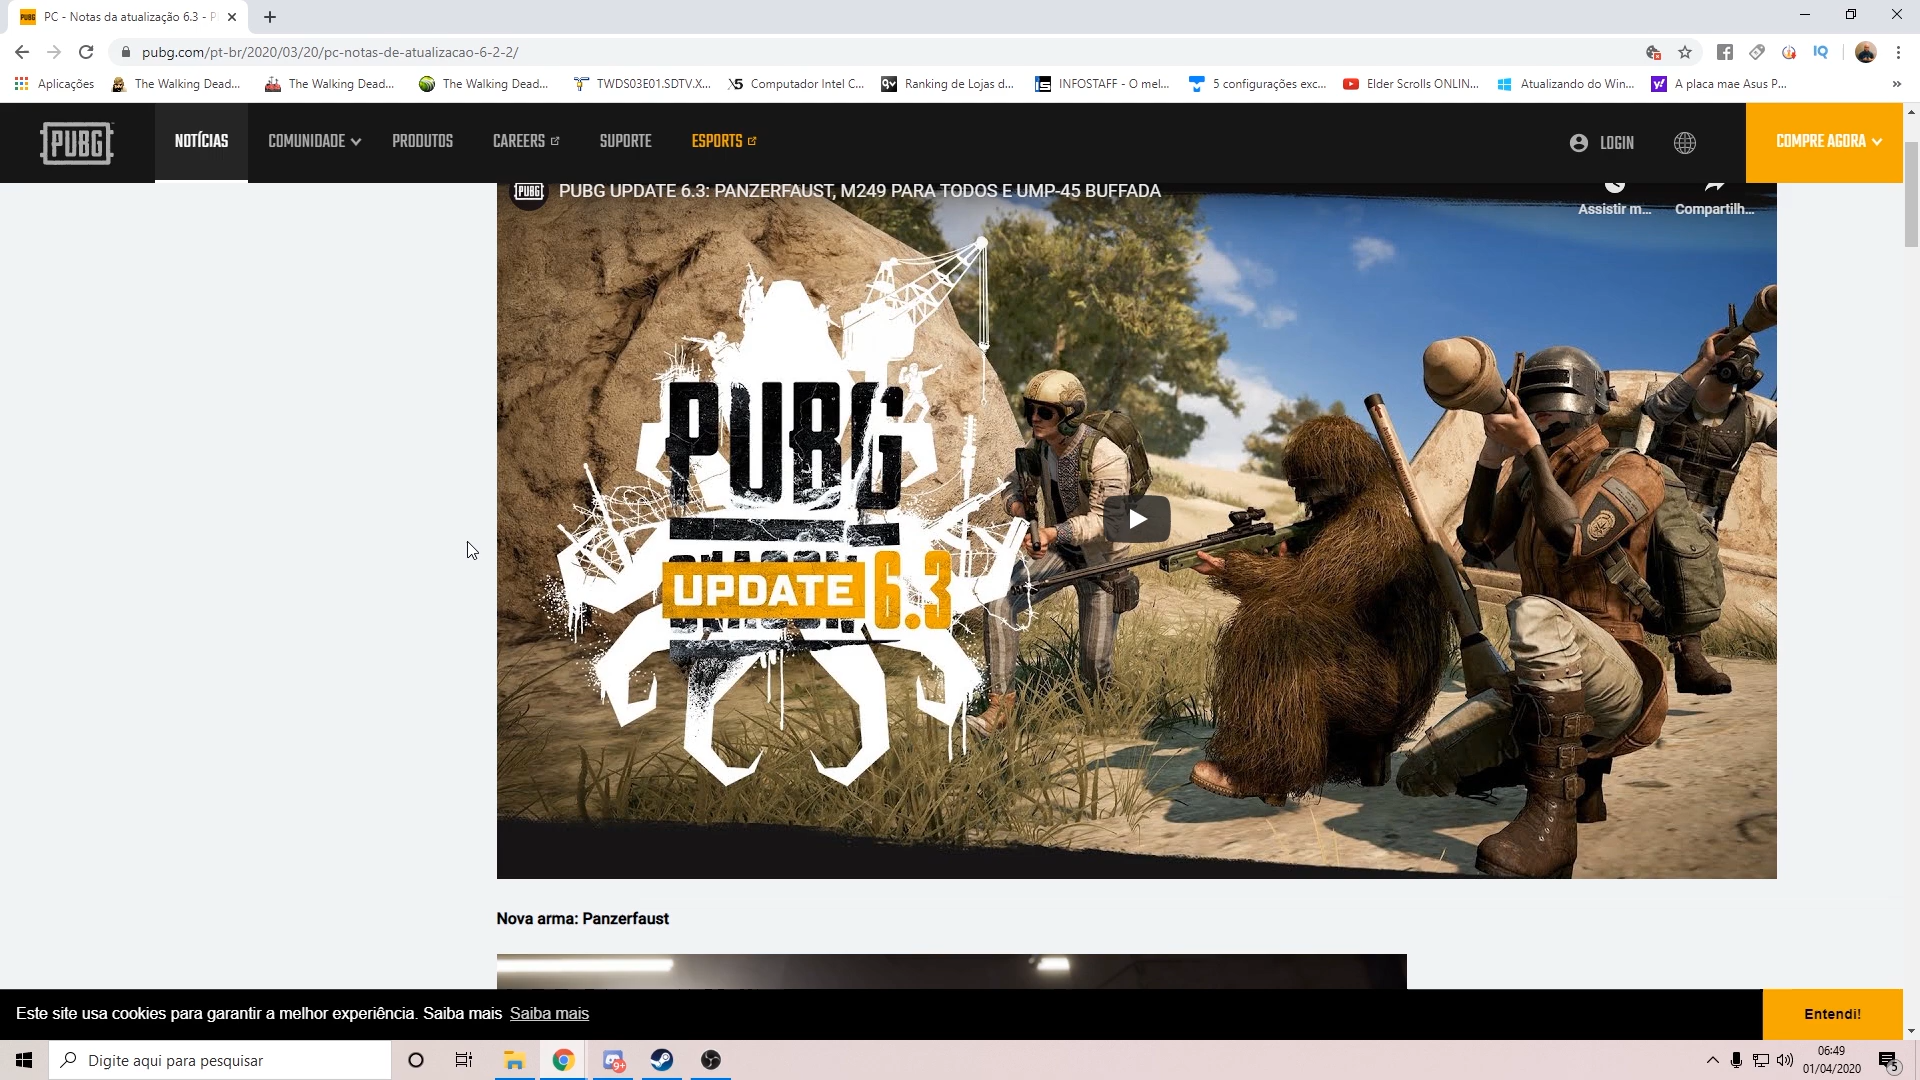 PC - Notas da atualização 6.3 - P
pubg.com/pt-br/2020/03/20/pc-notas-de-atualizacao-6-2-2/
IQ
Aplicações
The Walking Dead...
The Walking Dead...
The Walking Dead...
TWDS03E01.SDTV.X...
Computador Intel C...
Ranking de Lojas d...
INFOSTAFF - O mel...
5 configurações exc...
Elder Scrolls ONLIN...
Atualizando do Win...
A placa mae Asus P...
»
PUBG
NOTÍCIAS
COMUNIDADE
PRODUTOS
CAREERS
SUPORTE
ESPORTS
LOGIN
COMPRE AGORA
PUBG
PUBG UPDATE 6.3: PANZERFAUST, M249 PARA TODOS E UMP-45 BUFFADA
Assistir m...
Compartilh...
PUBG
UPDATE 6.3
Nova arma: Panzerfaust
Este site usa cookies para garantir a melhor experiência. Saiba mais Saiba mais
Entendi!
Digite aqui para pesquisar
9+
06:49
01/04/2020
5